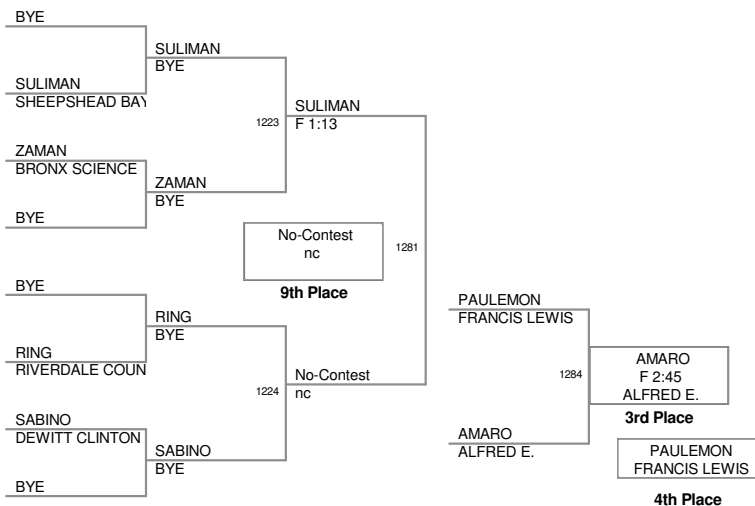 BYE
SULIMAN
BYE
SULIMAN
SHEEPSHEAD BAY
1223
SULIMAN
F 1:13
ZAMAN
BRONX SCIENCE
ZAMAN
BYE
BYE
No-Contest
nc
9th Place
1281
BYE
RING
BYE
RING
RIVERDALE COUN
1224
No-Contest
nc
SABINO
DEWITT CLINTON
SABINO
BYE
BYE
PAULEMON
FRANCIS LEWIS
1284
AMARO
F 2:45
ALFRED E.
3rd Place
AMARO
ALFRED E.
PAULEMON
FRANCIS LEWIS
4th Place